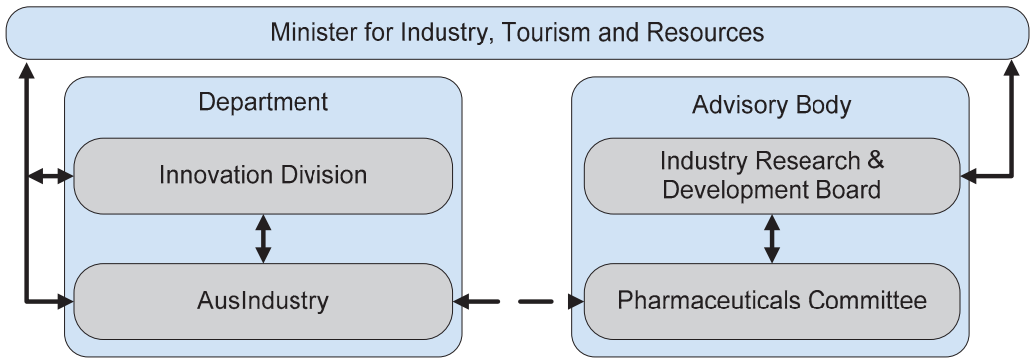 Minister for Industry, Tourism and Resources
Department
Innovation Division
AusIndustry
Advisory Body
Industry Research &
Development Board
Pharmaceuticals Committee